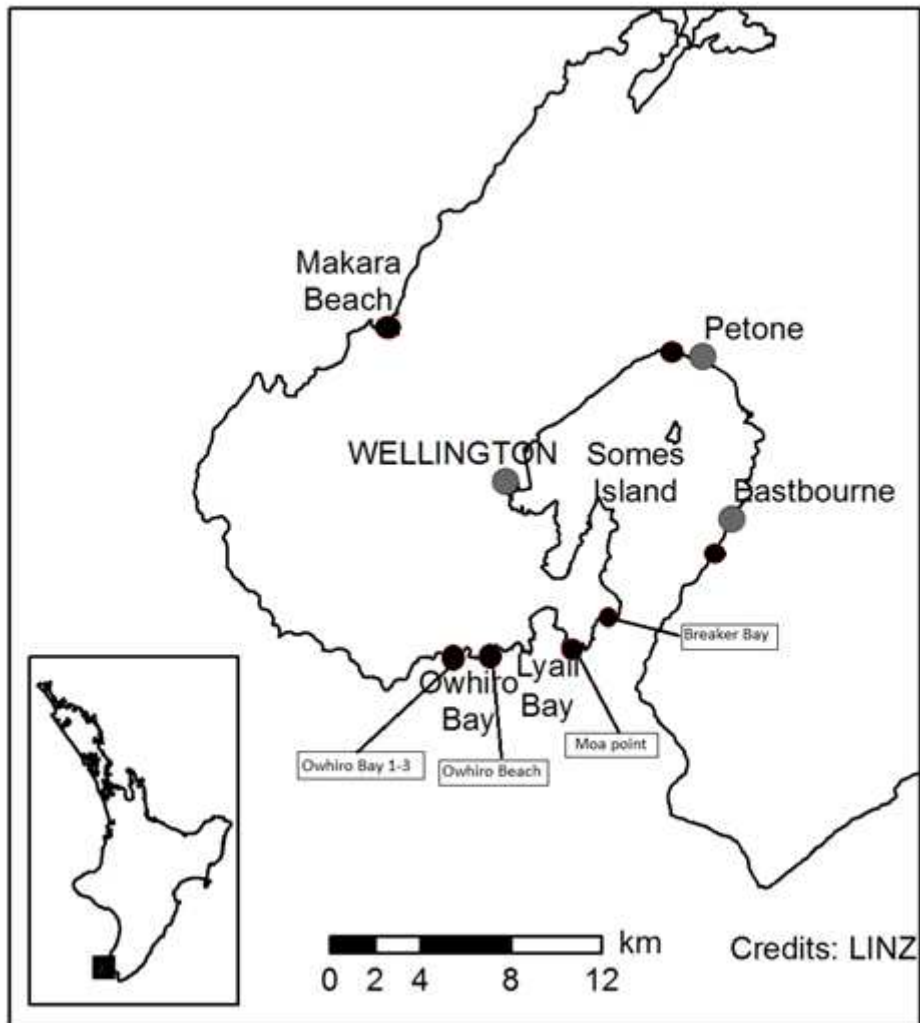 Makara
Beach
Petone
WELLINGTON
Somes
Island
Eastbourne
Breaker Bay
Owhiro
Bay
Lyall
Bay
Moa point
Owhiro Bay 1-3
Owhiro Beach
km
0 2 4 8 12
Credits: LINZ